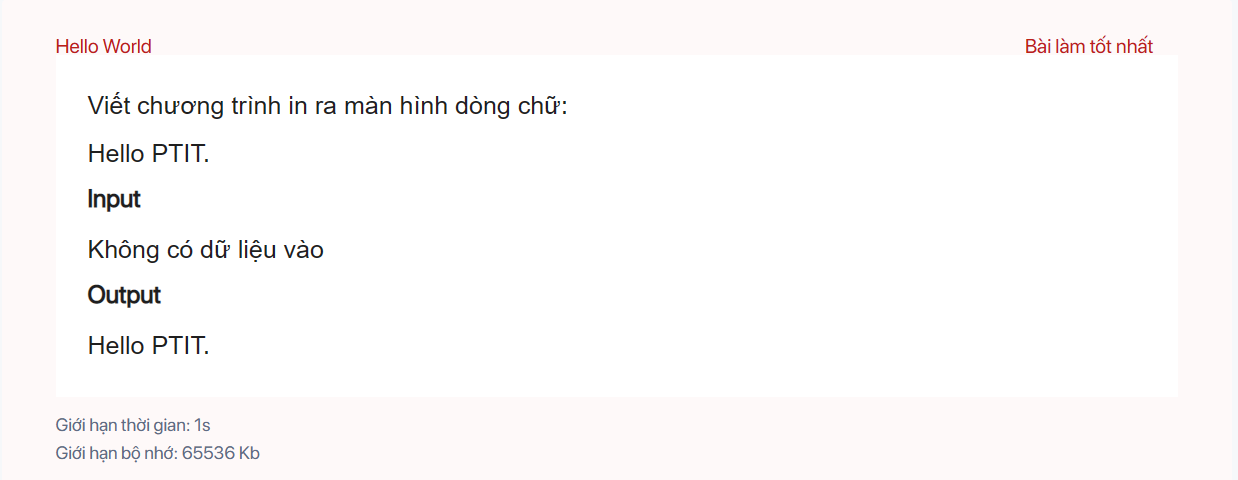 Hello World
Bài làm tốt nhất
Viết chương trình in ra màn hình dòng chữ:
Hello PTIT.
Input
Không có dữ liệu vào
Output
Hello PTIT.
Giới hạn thời gian: 1s
Giới hạn bộ nhớ: 65536 Kb